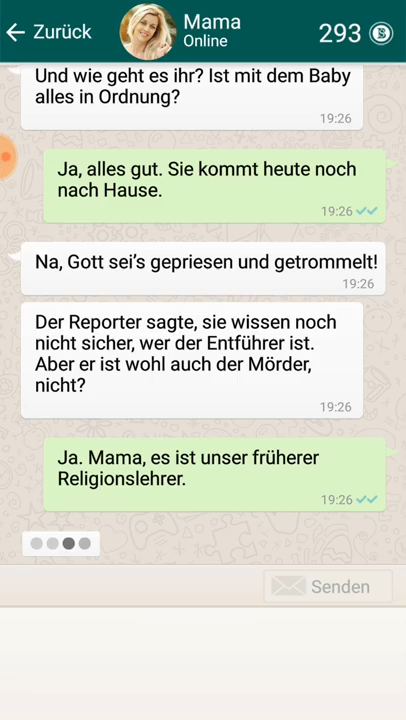 Zurück
Mama
Online
293
Und wie geht es ihr? Ist mit dem Baby
alles in Ordnung?
19:26
Ja, alles gut. Sie kommt heute noch
nach Hause.
19:26
Na, Gott sei’s gepriesen und getrommelt!
19:26
Der Reporter sagte, sie wissen noch
nicht sicher, wer der Entführer ist.
Aber er ist wohl auch der Mörder,
nicht?
19:26
Ja. Mama, es ist unser früherer
Religionslehrer.
19:26
Senden